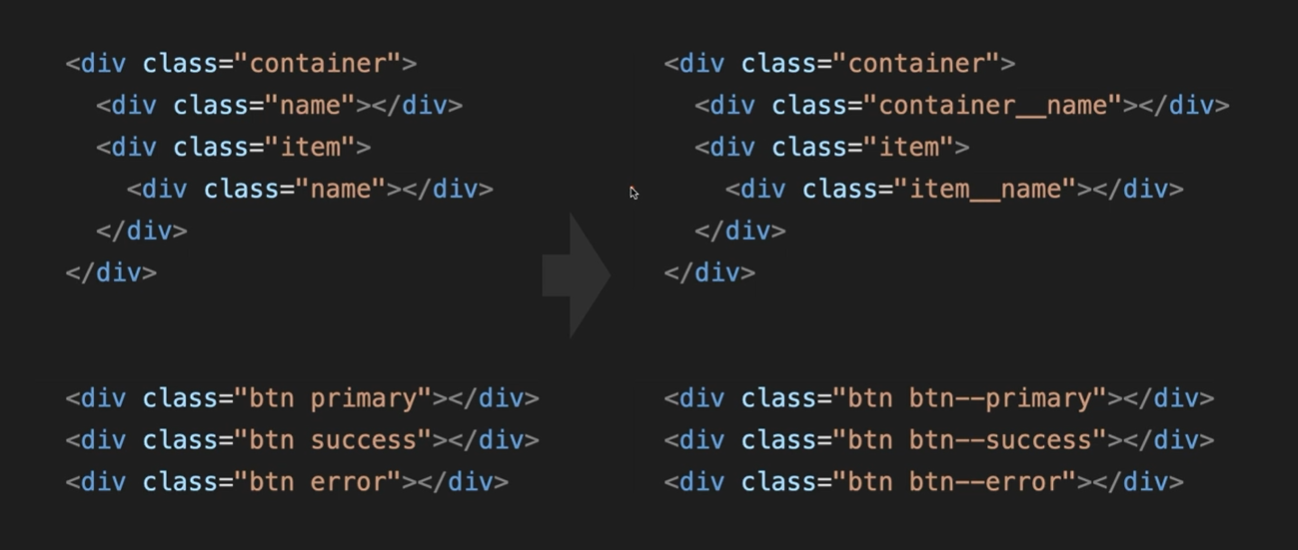 <div class="container">
<div class="name"></div>
<div class="item">
<div class="name"></div>
</div>
</div>
<div class="btn primary"></div>
<div class="btn success"></div>
<div class="btn error"></div>
<div class="container">
<div class="container__name"></div>
<div class="item">
<div class="item__name"></div>
</div>
</div>
<div class="btn btn--primary"></div>
<div class="btn btn--success"></div>
<div class="btn btn--error"></div>